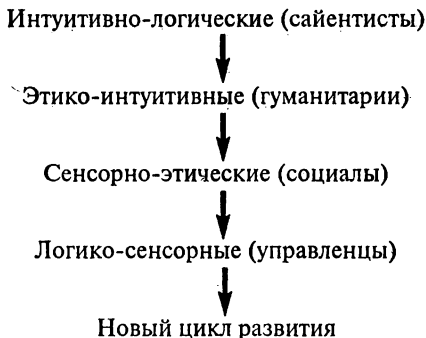 Интуитивно-логические (сайентисты)
Этико-интуитивные (гуманитарии)
Сенсорно-этические (социалы)
Логико-сенсорные (управленцы)
Новый цикл развития